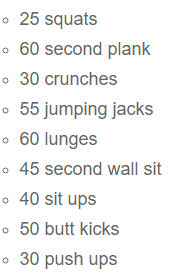 25 squats
60 second plank
30 crunches
55 jumping jacks
60 lunges
45 second wall sit
40 sit ups
50 butt kicks
30 push ups